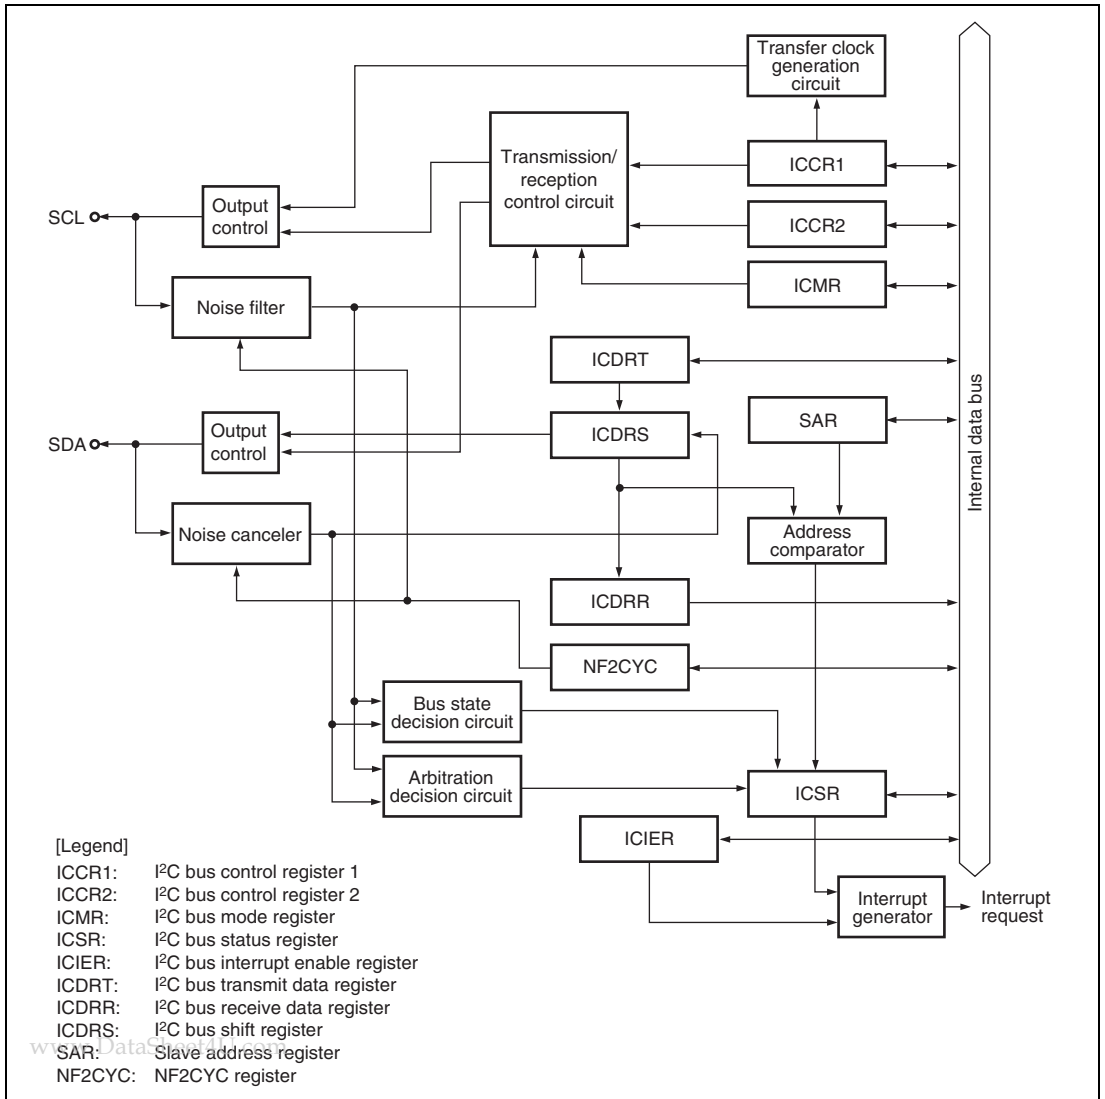 Transfer clock
generation
circuit
Transmission/
reception
control circuit
ICCR1
SCL
Output
control
ICCR2
ICMR
Noise filter
ICDRT
Internal data bus
SAR
SDA
Output
control
ICDRS
Noise canceler
Address
comparator
ICDRR
NF2CYC
Bus state
decision circuit
Arbitration
decision circuit
ICSR
ICIER
Interrupt
generator
Interrupt
request
[Legend]
ICCR1: I²C bus control register 1
ICCR2: I²C bus control register 2
ICMR: I²C bus mode register
ICSR: I²C bus status register
ICIER: I²C bus interrupt enable register
ICDRT: I²C bus transmit data register
ICDRR: I²C bus receive data register
ICDRS: I²C bus shift register
www.DataSheet4U.com
SAR: Slave address register
NF2CYC: NF2CYC register